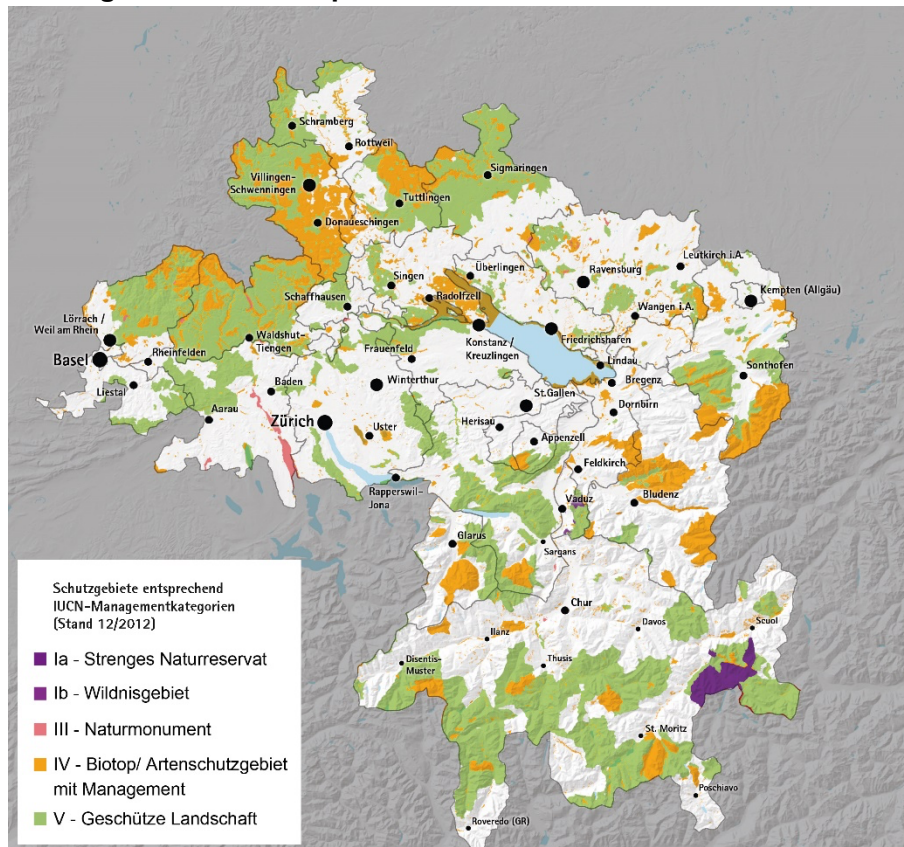 Schramberg
Rottweil
Villingen-
Schwenningen
Sigmaringen
Tuttlingen
Donaueschingen
Leutkirch i.A.
Überlingen
Singen
Ravensburg
Kempten (Allgäu)
Radolfzell
Schaffhausen
Wangen i.A.
Lörrach /
Weil am Rhein
Waldshut-
Tiengen
Konstanz /
Kreuzlingen
Friedrichshafen
Frauenfeld
Rheinfelden
Basel
Lindau
Sonthofen
Liestal
Baden
Winterthur
Bregenz
St.Gallen
Dornbirn
Aarau
Zürich
Herisau
Uster
Appenzell
Feldkirch
Rapperswil-
Jona
Vaduz
Bludenz
Glarus
Sargans
Chur
Davos
Scuol
Ilanz
Disentis-
Muster
Thusis
St. Moritz
Poschiavo
Roveredo (GR)
Schutzgebiete entsprechend
IUCN-Managementkategorien
(Stand 12/2012)
Ia - Strenges Naturreservat
Ib - Wildnisgebiet
III - Naturmonument
IV - Biotop/ Artenschutzgebiet
mit Management
V - Geschütze Landschaft